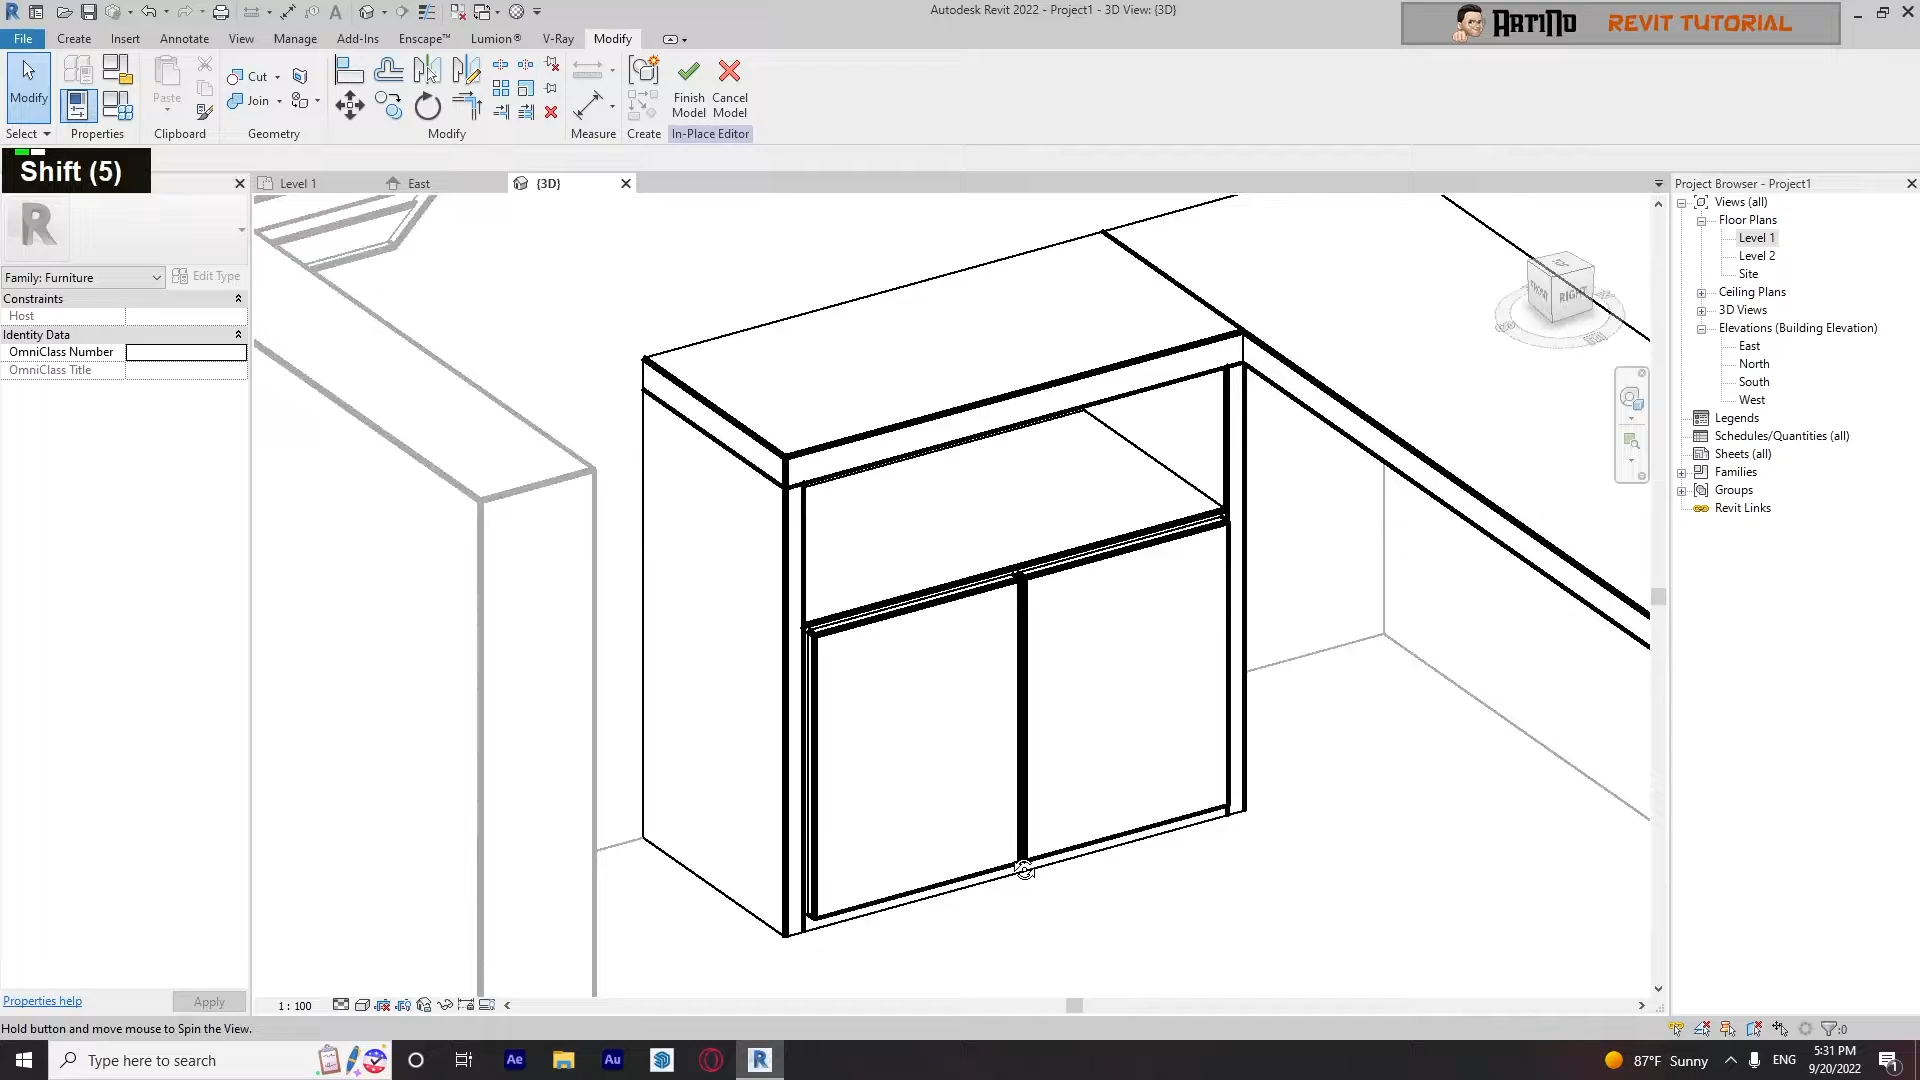 Autodesk Revit 2022 - Project1 - 3D View: {3D}
ARTINO REVIT TUTORIAL
File Create Insert Annotate View Manage Add-Ins Enscape™ Lumion® V-Ray Modify
Modify
Paste
Cut
Join
Finish Model
Cancel Model
Select Properties Clipboard Geometry Modify Measure Create In-Place Editor
Shift (5)
Level 1
East
{3D}
Family: Furniture
Edit Type
Constraints
Host
Identity Data
OmniClass Number
OmniClass Title
Properties help
Apply
RIGHT
Project Browser - Project1
Views (all)
Floor Plans
Level 1
Level 2
Site
Ceiling Plans
3D Views
Elevations (Building Elevation)
East
North
South
West
Legends
Schedules/Quantities (all)
Sheets (all)
Families
Groups
Revit Links
1 : 100
Hold button and move mouse to Spin the View.
:0
Type here to search
Ae
Au
R
87°F Sunny
ENG
5:31 PM
9/20/2022
1